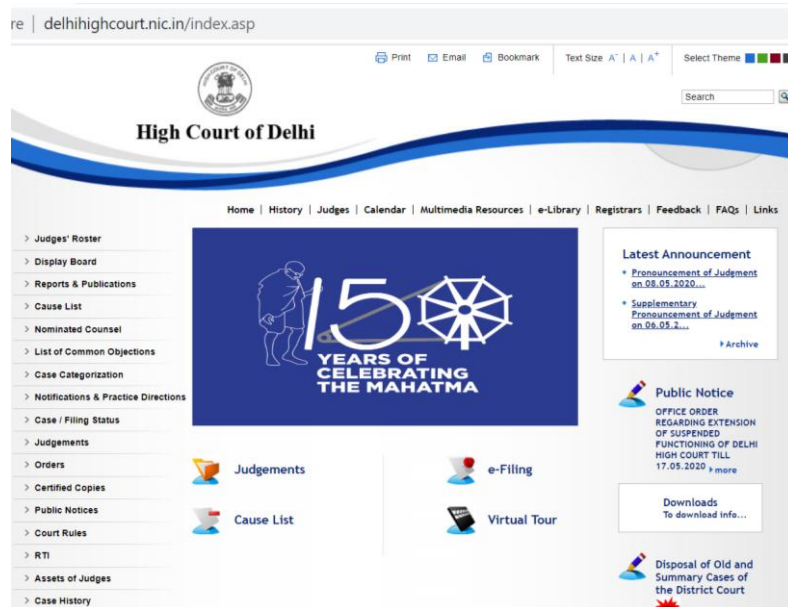 re | delhihighcourt.nic.in/index.asp
Print Email Bookmark Text Size A- | A | A+ Select Theme
Search
High Court of Delhi
Home | History | Judges | Calendar | Multimedia Resources | e-Library | Registrars | Feedback | FAQs | Links
> Judges' Roster
> Display Board
> Reports & Publications
> Cause List
> Nominated Counsel
> List of Common Objections
> Case Categorization
> Notifications & Practice Directions
> Case / Filing Status
> Judgements
> Orders
> Certified Copies
> Public Notices
> Court Rules
> RTI
> Assets of Judges
> Case History
150
YEARS OF
CELEBRATING
THE MAHATMA
Judgements
e-Filing
Cause List
Virtual Tour
Latest Announcement
Pronouncement of Judgment
on 08.05.2020...
Supplementary
Pronouncement of Judgment
on 06.05.2...
Archive
Public Notice
OFFICE ORDER
REGARDING EXTENSION
OF SUSPENDED
FUNCTIONING OF DELHI
HIGH COURT TILL
17.05.2020 more
Downloads
To download info...
Disposal of Old and
Summary Cases of
the District Court